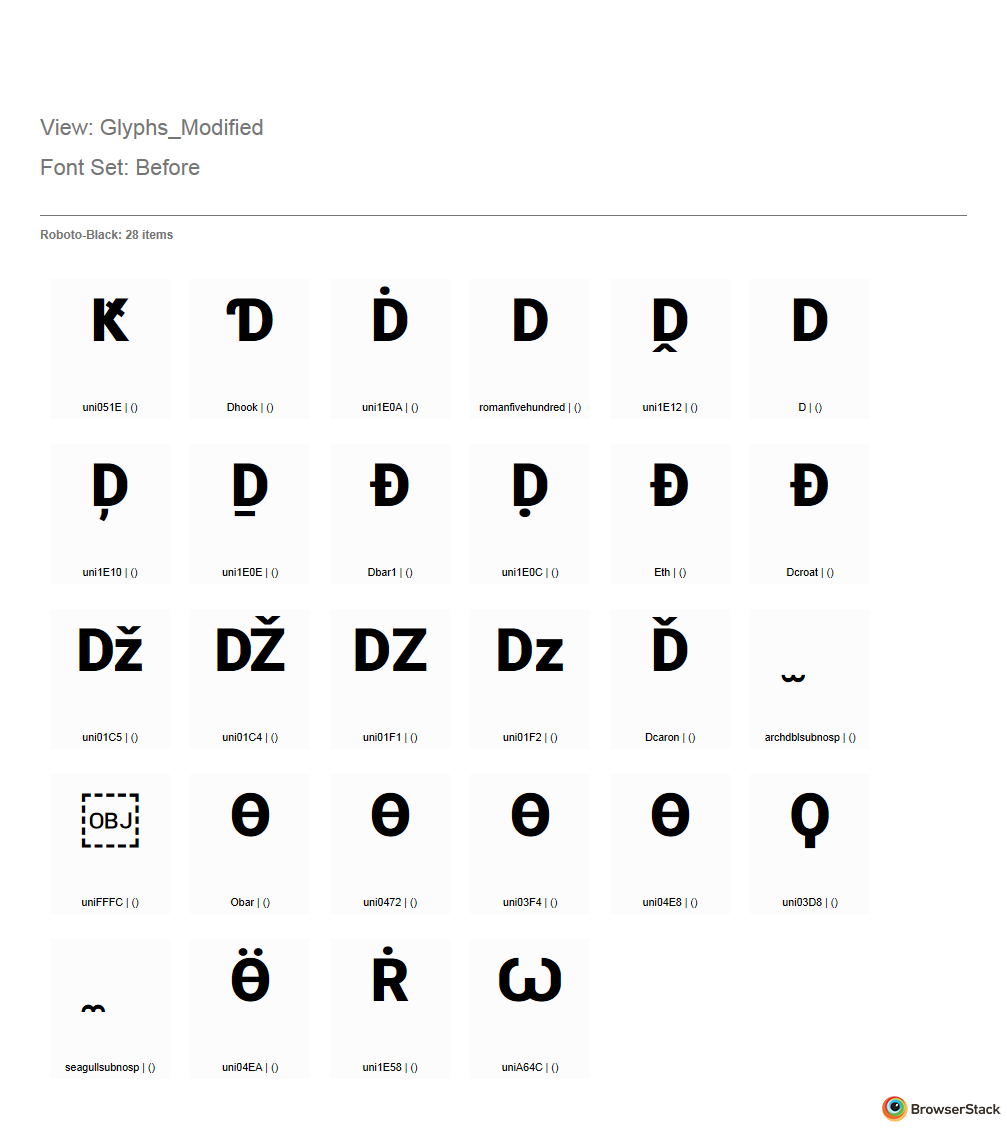 View: Glyphs_Modified
Font Set: Before
Roboto-Black: 28 items
Ԟ Ɗ Ḋ Ⅾ Ḓ D
uni051E | () Dhook | () uni1E0A | () romanfivehundred | () uni1E12 | () D | ()
Ḑ Ḏ Đ Ḍ Ð Đ
uni1E10 | () uni1E0E | () Dbar1 | () uni1E0C | () Eth | () Dcroat | ()
Dž DŽ DZ Dz Ď ̫
uni01C5 | () uni01C4 | () uni01F1 | () uni01F2 | () Dcaron | () archdblsubnosp | ()
OBJ Ɵ Ѳ ϴ Ө Ϙ
uniFFFC | () Obar | () uni0472 | () uni03F4 | () uni04E8 | () uni03D8 | ()
̼ Ӫ Ṙ Ꙍ
seagullsubnosp | () uni04EA | () uni1E58 | () uniA64C | ()
BrowserStack